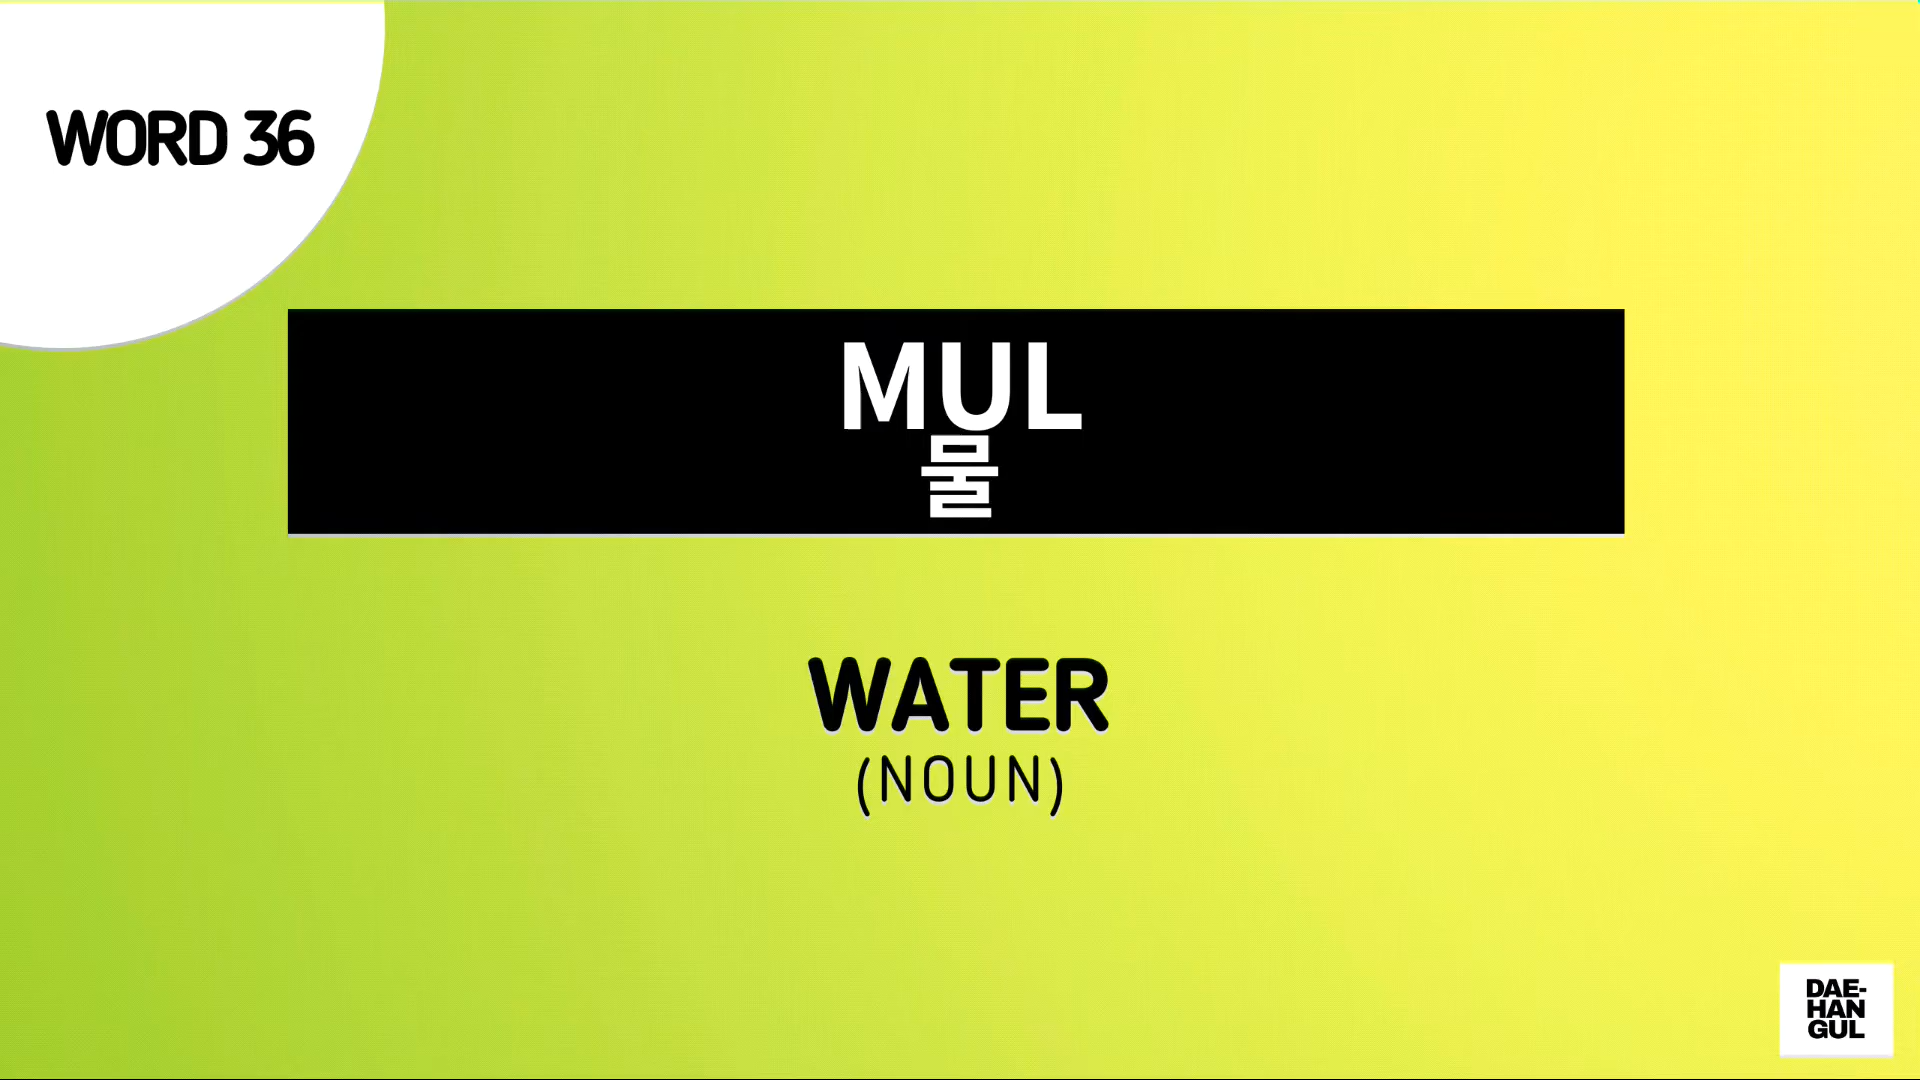 WORD 36
MUL
물
WATER
(NOUN)
DAE-
HAN
GUL